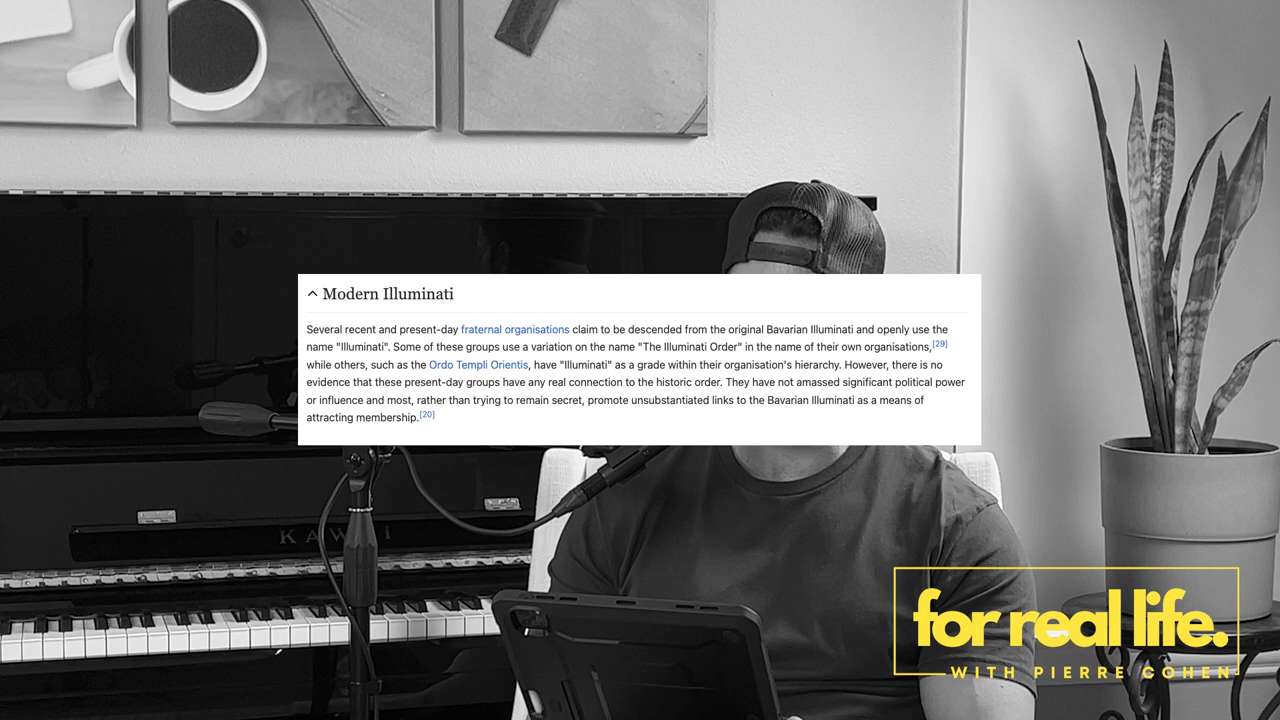 Modern Illuminati
Several recent and present-day fraternal organisations claim to be descended from the original Bavarian Illuminati and openly use the
name "Illuminati". Some of these groups use a variation on the name "The Illuminati Order" in the name of their own organisations,[29]
while others, such as the Ordo Templi Orientis, have "Illuminati" as a grade within their organisation's hierarchy. However, there is no
evidence that these present-day groups have any real connection to the historic order. They have not amassed significant political power
or influence and most, rather than trying to remain secret, promote unsubstantiated links to the Bavarian Illuminati as a means of
attracting membership.[20]
KAWAI
for real life.
WITH PIERRE COHEN